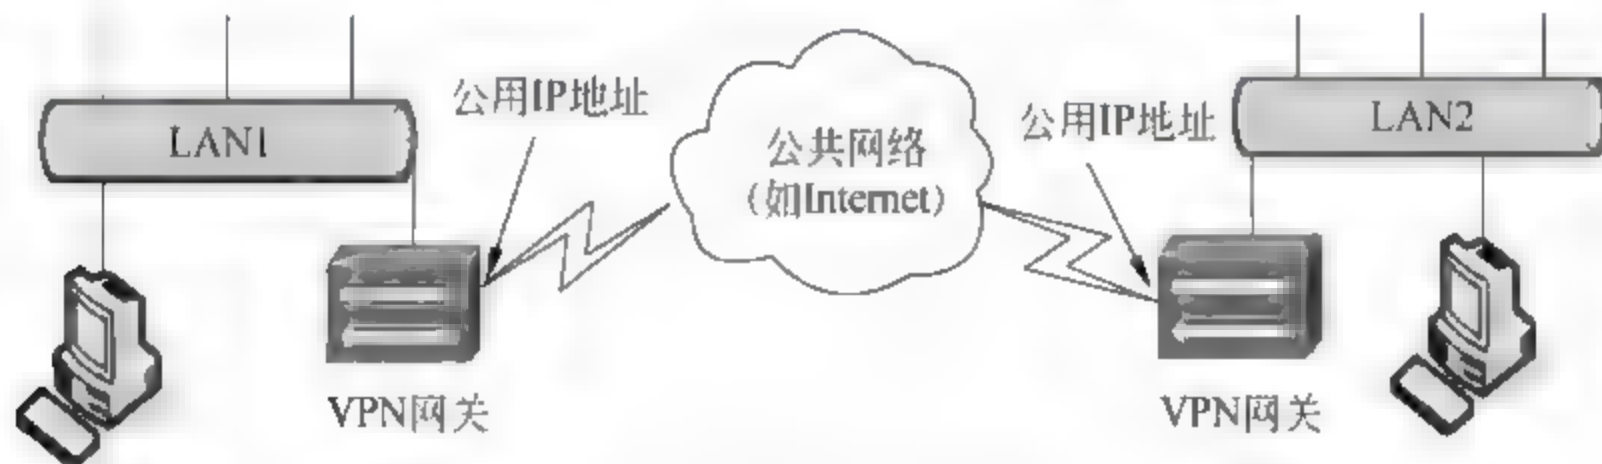 LAN1
公用IP地址
公共网络
(如Internet)
公用IP地址
LAN2
VPN网关
VPN网关